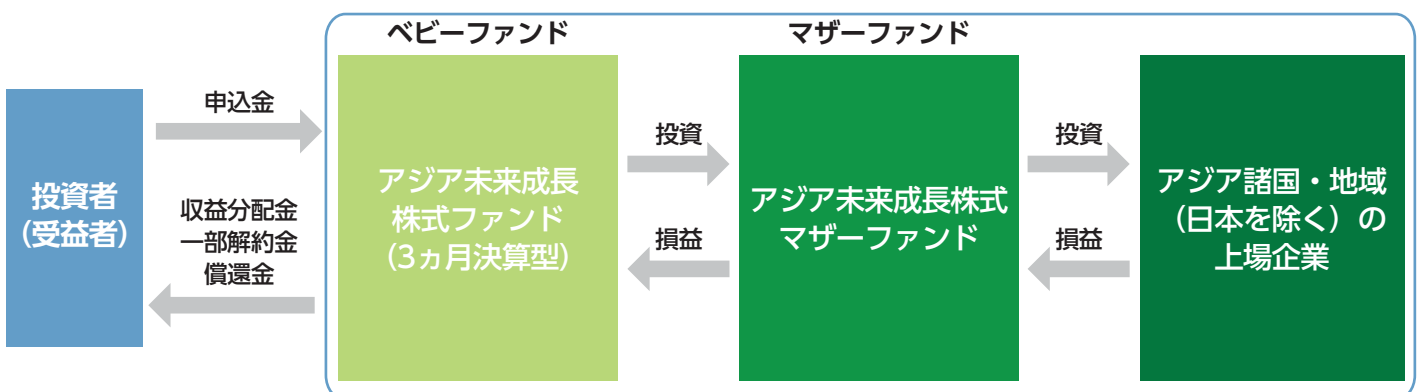 ベビーファンド
マザーファンド
投資者
（受益者）
申込金
収益分配金
一部解約金
償還金
アジア未来成長
株式ファンド
（3ヵ月決算型）
投資
損益
アジア未来成長株式
マザーファンド
投資
損益
アジア諸国・地域
（日本を除く）の
上場企業